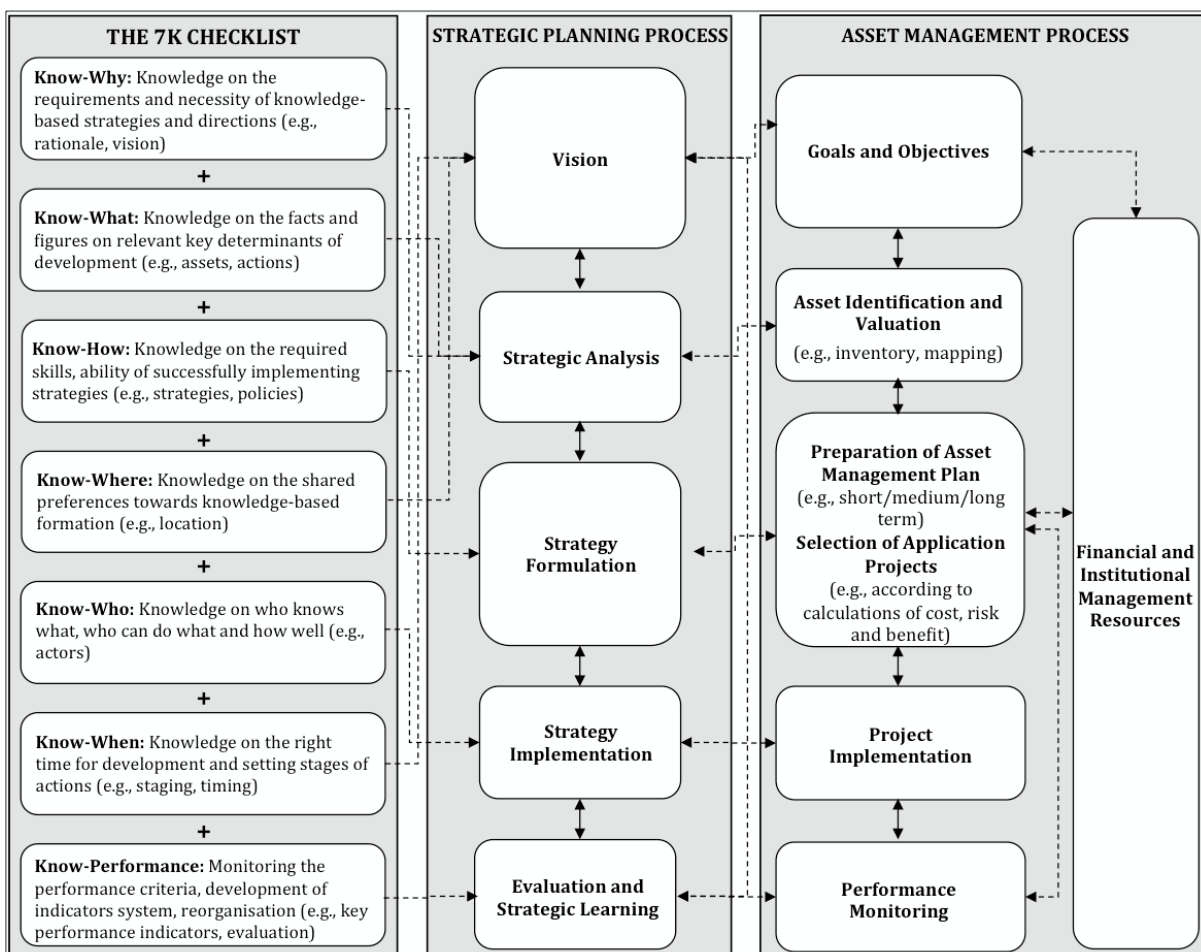 THE 7K CHECKLIST
Know-Why: Knowledge on the
requirements and necessity of knowledge-
based strategies and directions (e.g.,
rationale, vision)
+
Know-What: Knowledge on the facts and
figures on relevant key determinants of
development (e.g., assets, actions)
+
Know-How: Knowledge on the required
skills, ability of successfully implementing
strategies (e.g., strategies, policies)
+
Know-Where: Knowledge on the shared
preferences towards knowledge-based
formation (e.g., location)
+
Know-Who: Knowledge on who knows
what, who can do what and how well (e.g.,
actors)
+
Know-When: Knowledge on the right
time for development and setting stages of
actions (e.g., staging, timing)
+
Know-Performance: Monitoring the
performance criteria, development of
indicators system, reorganisation (e.g., key
performance indicators, evaluation)
STRATEGIC PLANNING PROCESS
Vision
Strategic Analysis
Strategy
Formulation
Strategy
Implementation
Evaluation and
Strategic Learning
ASSET MANAGEMENT PROCESS
Goals and Objectives
Asset Identification and
Valuation
(e.g., inventory, mapping)
Preparation of Asset
Management Plan
(e.g., short/medium/long
term)
Selection of Application
Projects
(e.g., according to
calculations of cost, risk
and benefit)
Project
Implementation
Performance
Monitoring
Financial and
Institutional
Management
Resources